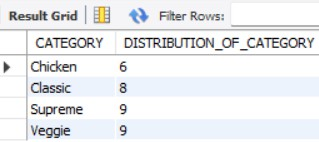 Result Grid Filter Rows:
CATEGORY DISTRIBUTION_OF_CATEGORY
Chicken 6
Classic 8
Supreme 9
Veggie 9